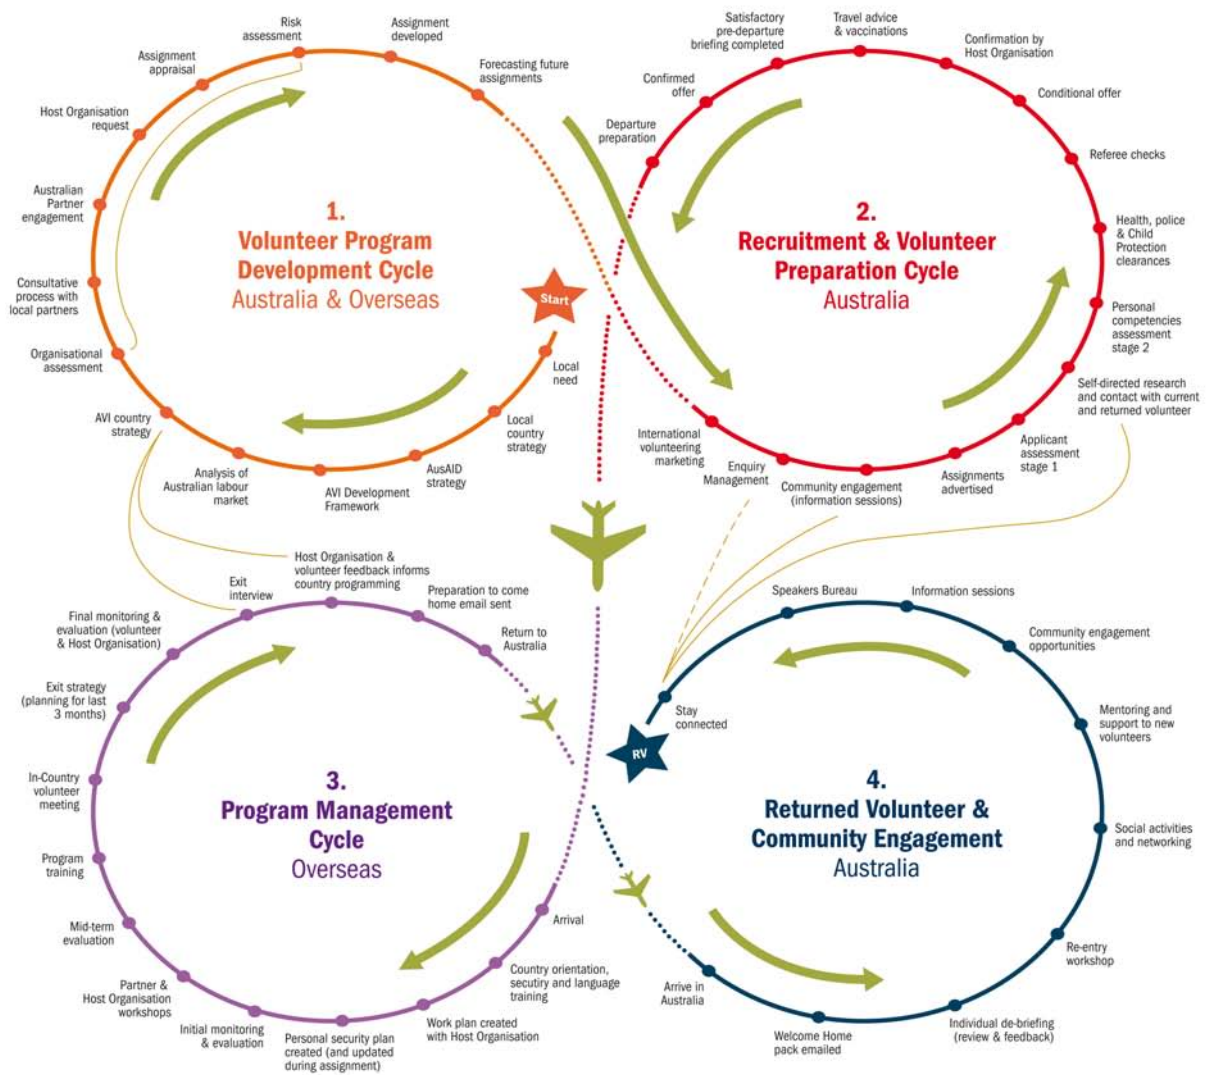 Risk
assessment
Assignment
developed
Forecasting future
assignments
Assignment
appraisal
Host Organisation
request
Australian
Partner
engagement
Consultative
process with
local partners
Organisational
assessment
AVI country
strategy
Analysis of
Australian labour
market
AVI Development
Framework
AusAID
strategy
Local
country
strategy
Local
need
Start
1.
Volunteer Program
Development Cycle
Australia & Overseas
Satisfactory
pre-departure
briefing completed
Travel advice
& vaccinations
Confirmation by
Host Organisation
Conditional offer
Referee checks
Health, police
& Child
Protection
clearances
Personal
competencies
assessment
stage 2
Self-directed research
and contact with current
and returned volunteer
Applicant
assessment
stage 1
Assignments
advertised
Community engagement
(information sessions)
Enquiry
Management
International
volunteering
marketing
Confirmed
offer
Departure
preparation
2.
Recruitment & Volunteer
Preparation Cycle
Australia
Host Organisation &
volunteer feedback informs
country programming
Exit
interview
Preparation to come
home email sent
Return to
Australia
Final monitoring &
evaluation (volunteer
& Host Organisation)
Exit strategy
(planning for last
3 months)
In-Country
volunteer
meeting
Program
training
Mid-term
evaluation
Partner &
Host Organisation
workshops
Initial monitoring
& evaluation
Personal security plan
created (and updated
during assignment)
Work plan created
with Host Organisation
Country orientation,
secutiry and language
training
Arrival
3.
Program Management
Cycle
Overseas
Speakers Bureau
Information sessions
Community engagement
opportunities
Mentoring and
support to new
volunteers
Social activities
and networking
Re-entry
workshop
Individual de-briefing
(review & feedback)
Welcome Home
pack emailed
Arrive in
Australia
Stay
connected
RV
4.
Returned Volunteer &
Community Engagement
Australia